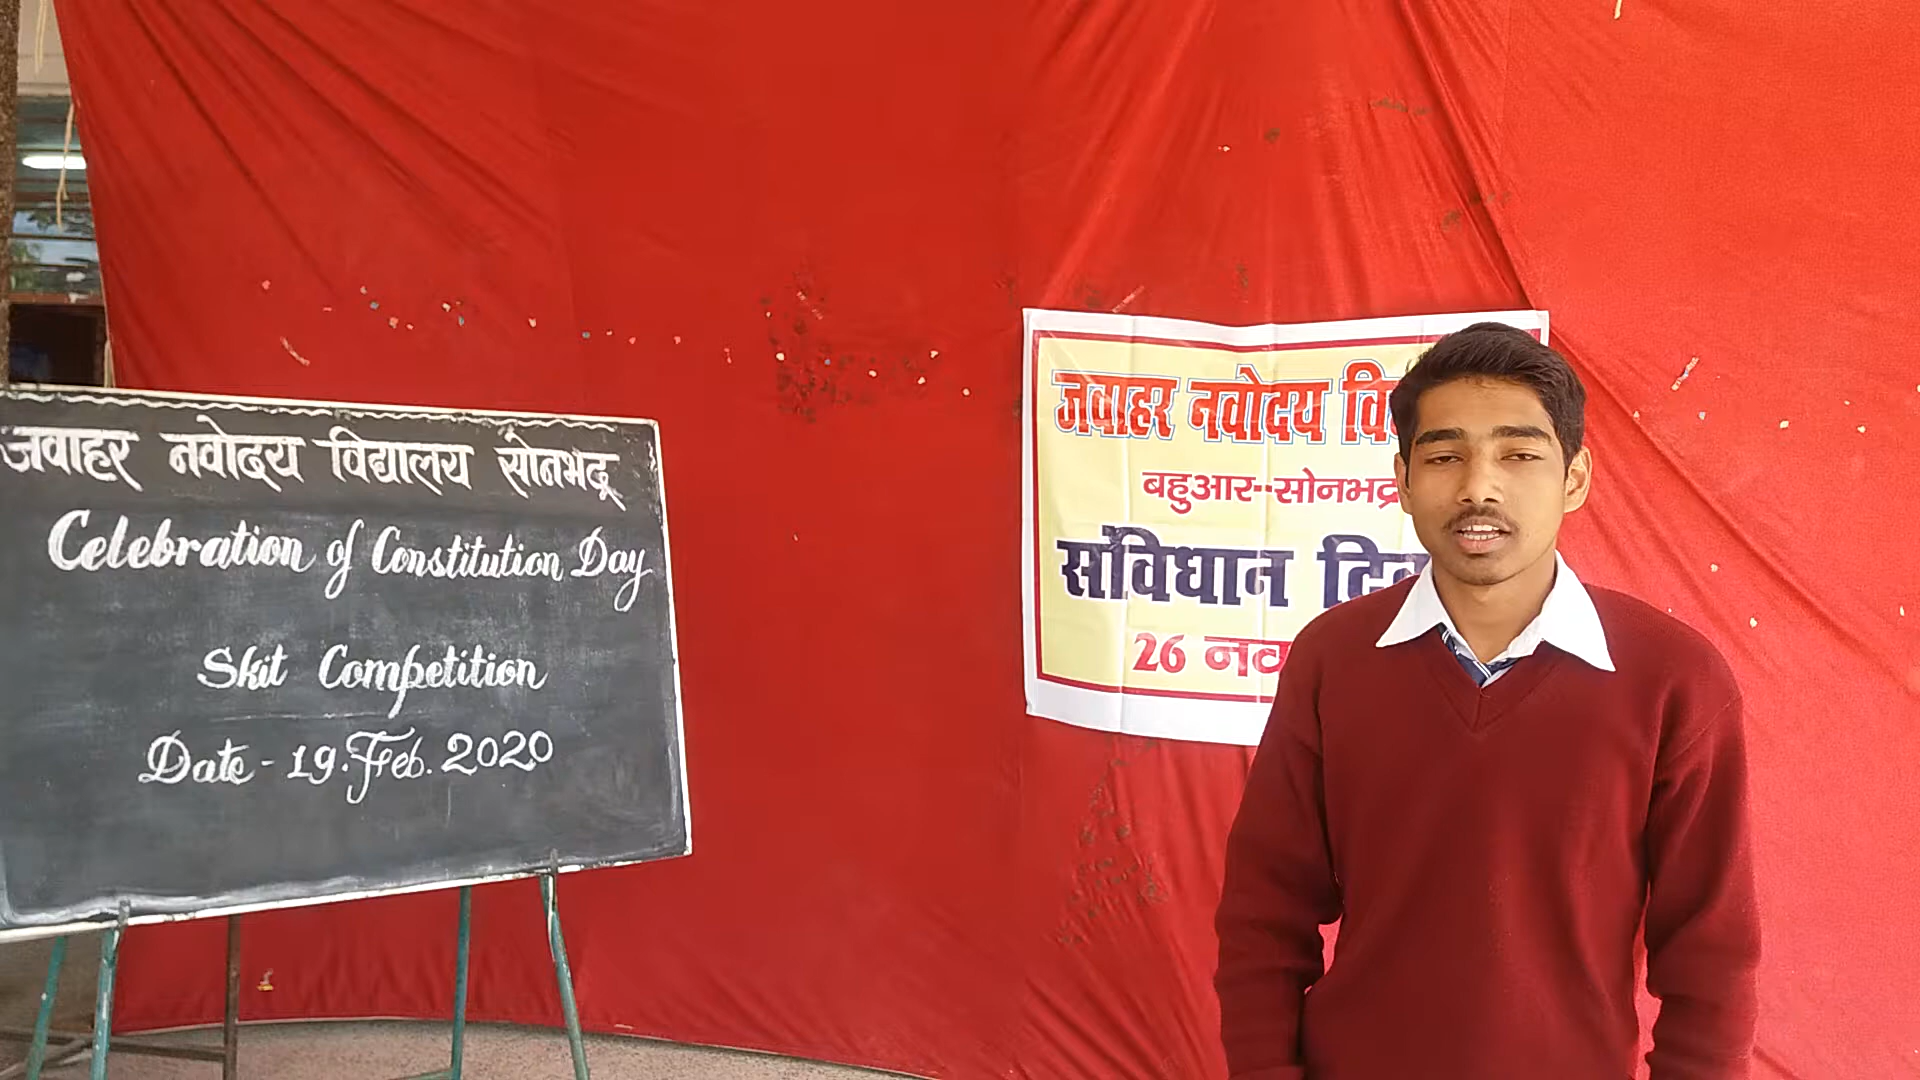 जवाहर नवोदय विद्यालय सोनभद्र
Celebration of Constitution Day
Skit Competition
Date - 19. Feb. 2020
जवाहर नवोदय
बहुआर--सोनभद्र
संविधान
26